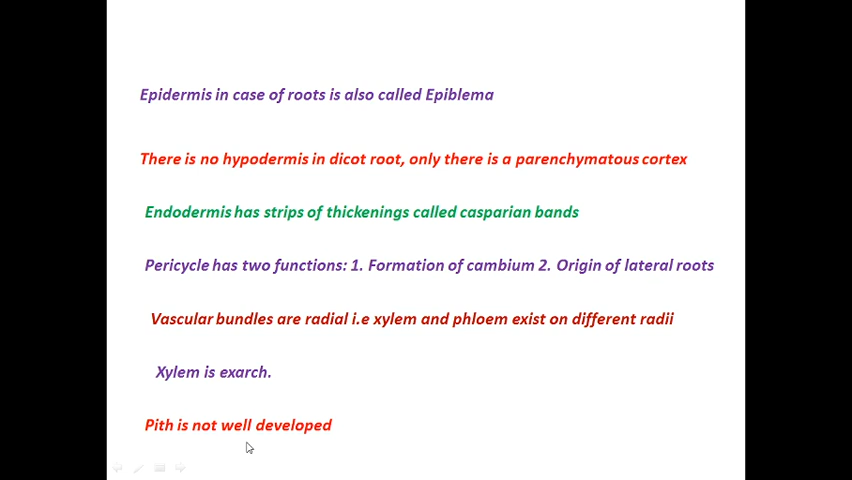 Epidermis in case of roots is also called Epiblema
There is no hypodermis in dicot root, only there is a parenchymatous cortex
Endodermis has strips of thickenings called casparian bands
Pericycle has two functions: 1. Formation of cambium 2. Origin of lateral roots
Vascular bundles are radial i.e xylem and phloem exist on different radii
Xylem is exarch.
Pith is not well developed